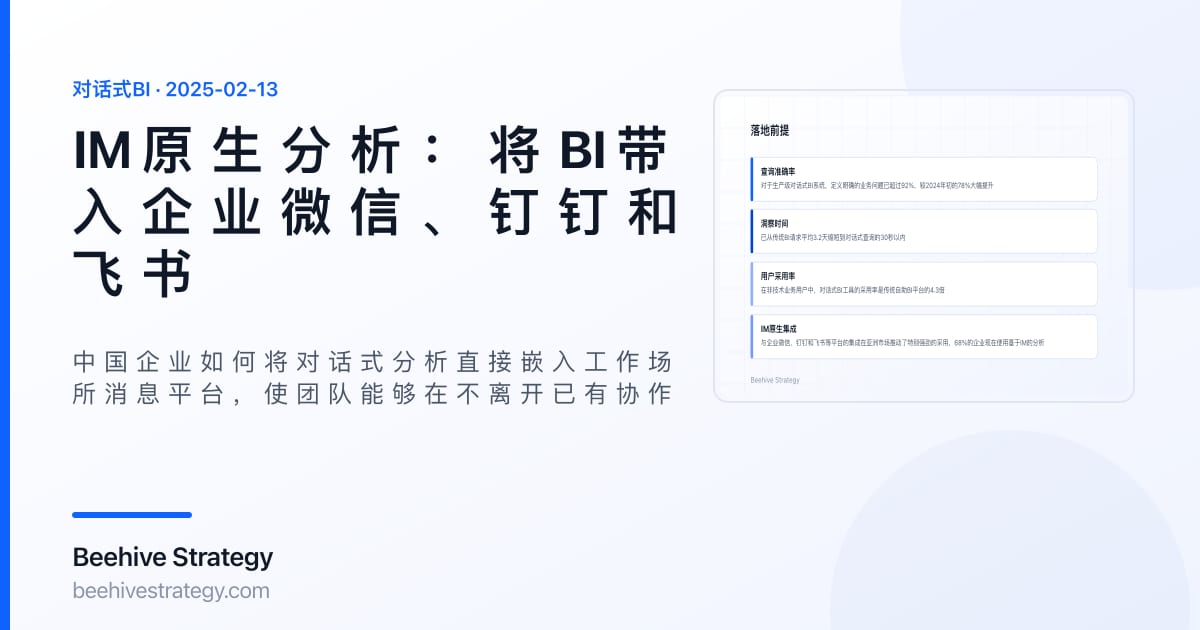 对话式BI · 2025-02-13
IM原生分析：将BI带
入企业微信、钉钉和
飞书
中国企业如何将对话式分析直接嵌入工作场
所消息平台，使团队能够在不离开已有协作
Beehive Strategy
beehivestrategy.com
落地前提
查询准确率
对于生产级对话式BI系统，定义明确的业务问题已超过92%，较2024年初的78%大幅提升
洞察时间
已从传统BI请求平均3.2天缩短到对话式查询的30秒以内
用户采用率
在非技术业务用户中，对话式BI工具的采用率是传统自助BI平台的4.3倍
IM原生集成
与企业微信、钉钉和飞书等平台的集成在亚洲市场推动了特别强劲的采用，68%的企业现在使用基于IM的分析
Beehive Strategy